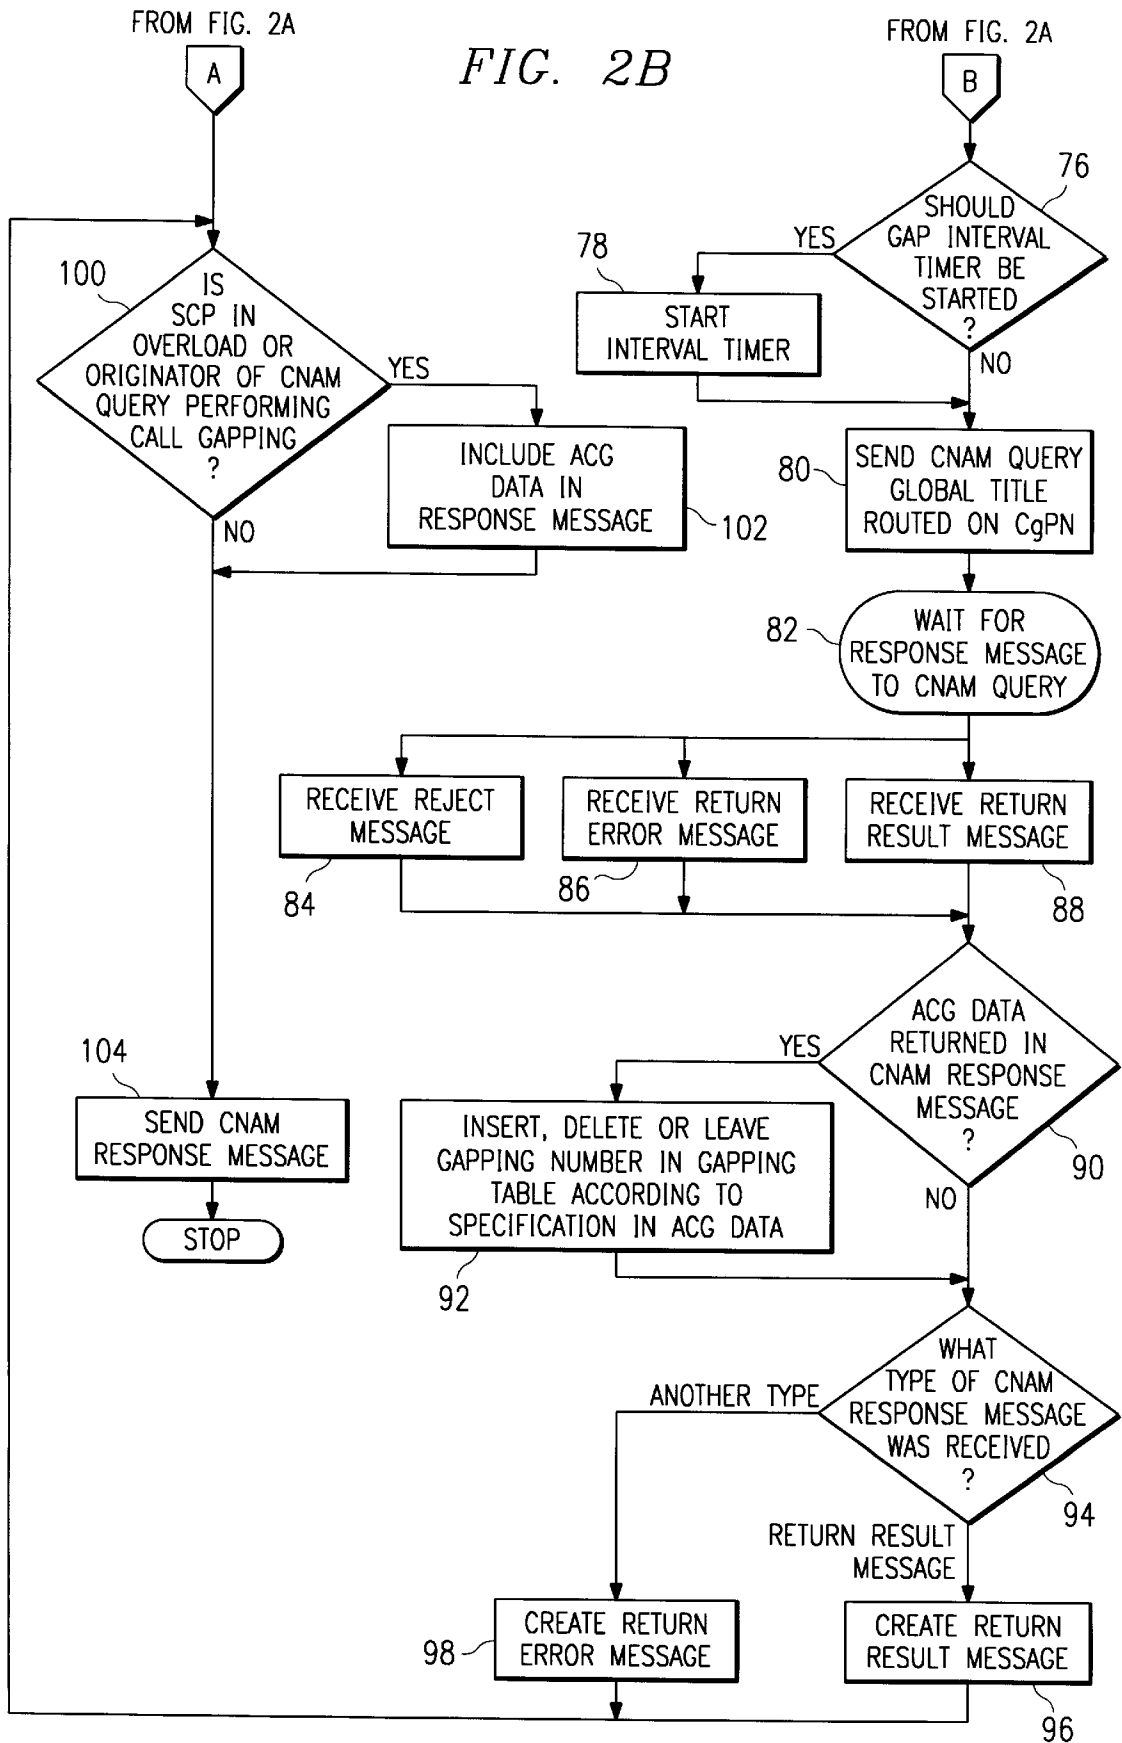 FROM FIG. 2A
A
FIG. 2B
FROM FIG. 2A
B
76
SHOULD
GAP INTERVAL
TIMER BE
STARTED
?
YES
NO
78
START
INTERVAL TIMER
100
IS
SCP IN
OVERLOAD OR
ORIGINATOR OF CNAM
QUERY PERFORMING
CALL GAPPING
?
YES
NO
INCLUDE ACG
DATA IN
RESPONSE MESSAGE
102
80
SEND CNAM QUERY
GLOBAL TITLE
ROUTED ON CgPN
82
WAIT FOR
RESPONSE MESSAGE
TO CNAM QUERY
RECEIVE REJECT
MESSAGE
84
RECEIVE RETURN
ERROR MESSAGE
86
RECEIVE RETURN
RESULT MESSAGE
88
ACG DATA
RETURNED IN
CNAM RESPONSE
MESSAGE
?
90
YES
NO
104
SEND CNAM
RESPONSE MESSAGE
STOP
INSERT, DELETE OR LEAVE
GAPPING NUMBER IN GAPPING
TABLE ACCORDING TO
SPECIFICATION IN ACG DATA
92
WHAT
TYPE OF CNAM
RESPONSE MESSAGE
WAS RECEIVED
?
94
ANOTHER TYPE
RETURN RESULT
MESSAGE
98
CREATE RETURN
ERROR MESSAGE
CREATE RETURN
RESULT MESSAGE
96